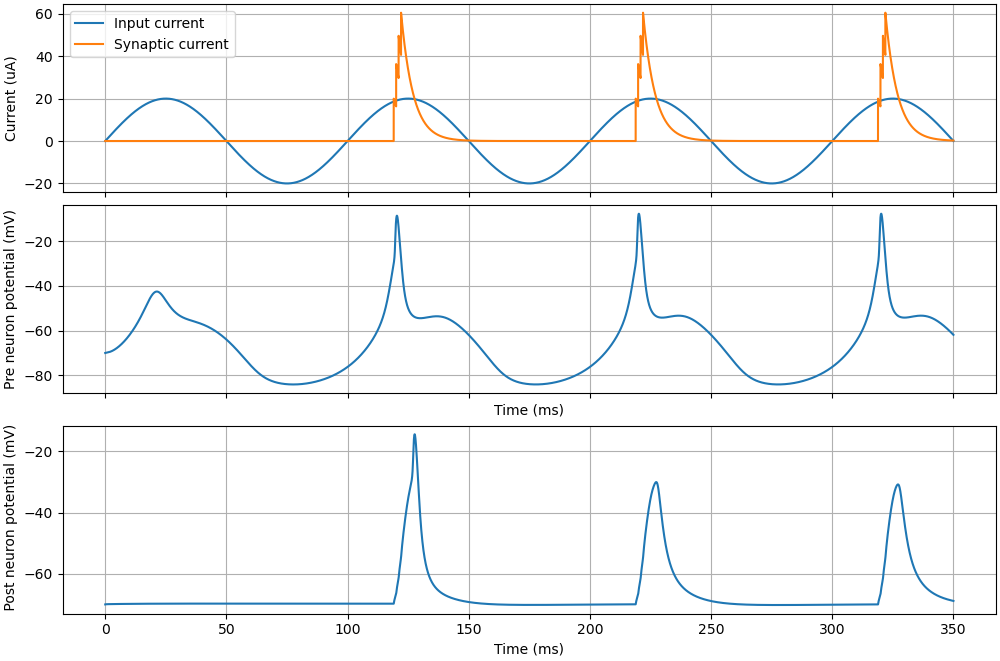 Current (uA)
60
40
20
0
−20
Input current
Synaptic current
Pre neuron potential (mV)
−20
−40
−60
−80
Time (ms)
Post neuron potential (mV)
−20
−40
−60
0 50 100 150 200 250 300 350
Time (ms)